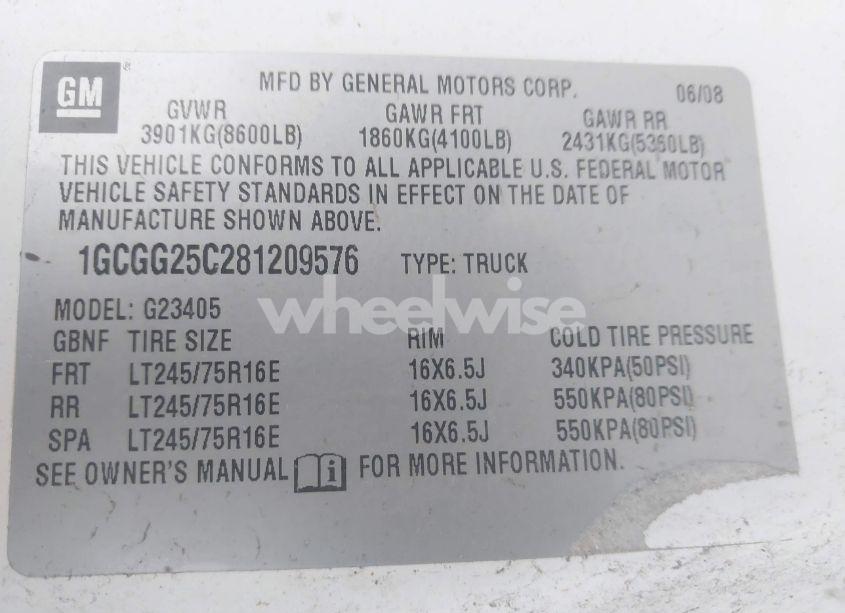 GM®
MFD BY GENERAL MOTORS CORP. 06/08
GVWR GAWR FRT GAWR RR
3901KG(8600LB) 1860KG(4100LB) 2431KG(5360LB)
THIS VEHICLE CONFORMS TO ALL APPLICABLE U.S. FEDERAL MOTOR
VEHICLE SAFETY STANDARDS IN EFFECT ON THE DATE OF
MANUFACTURE SHOWN ABOVE.
1GCGG25C281209576 TYPE: TRUCK
wheelwise
MODEL: G23405
GBNF TIRE SIZE RIM COLD TIRE PRESSURE
FRT LT245/75R16E 16X6.5J 340KPA(50PSI)
RR LT245/75R16E 16X6.5J 550KPA(80PSI)
SPA LT245/75R16E 16X6.5J 550KPA(80PSI)
SEE OWNER'S MANUAL i FOR MORE INFORMATION.